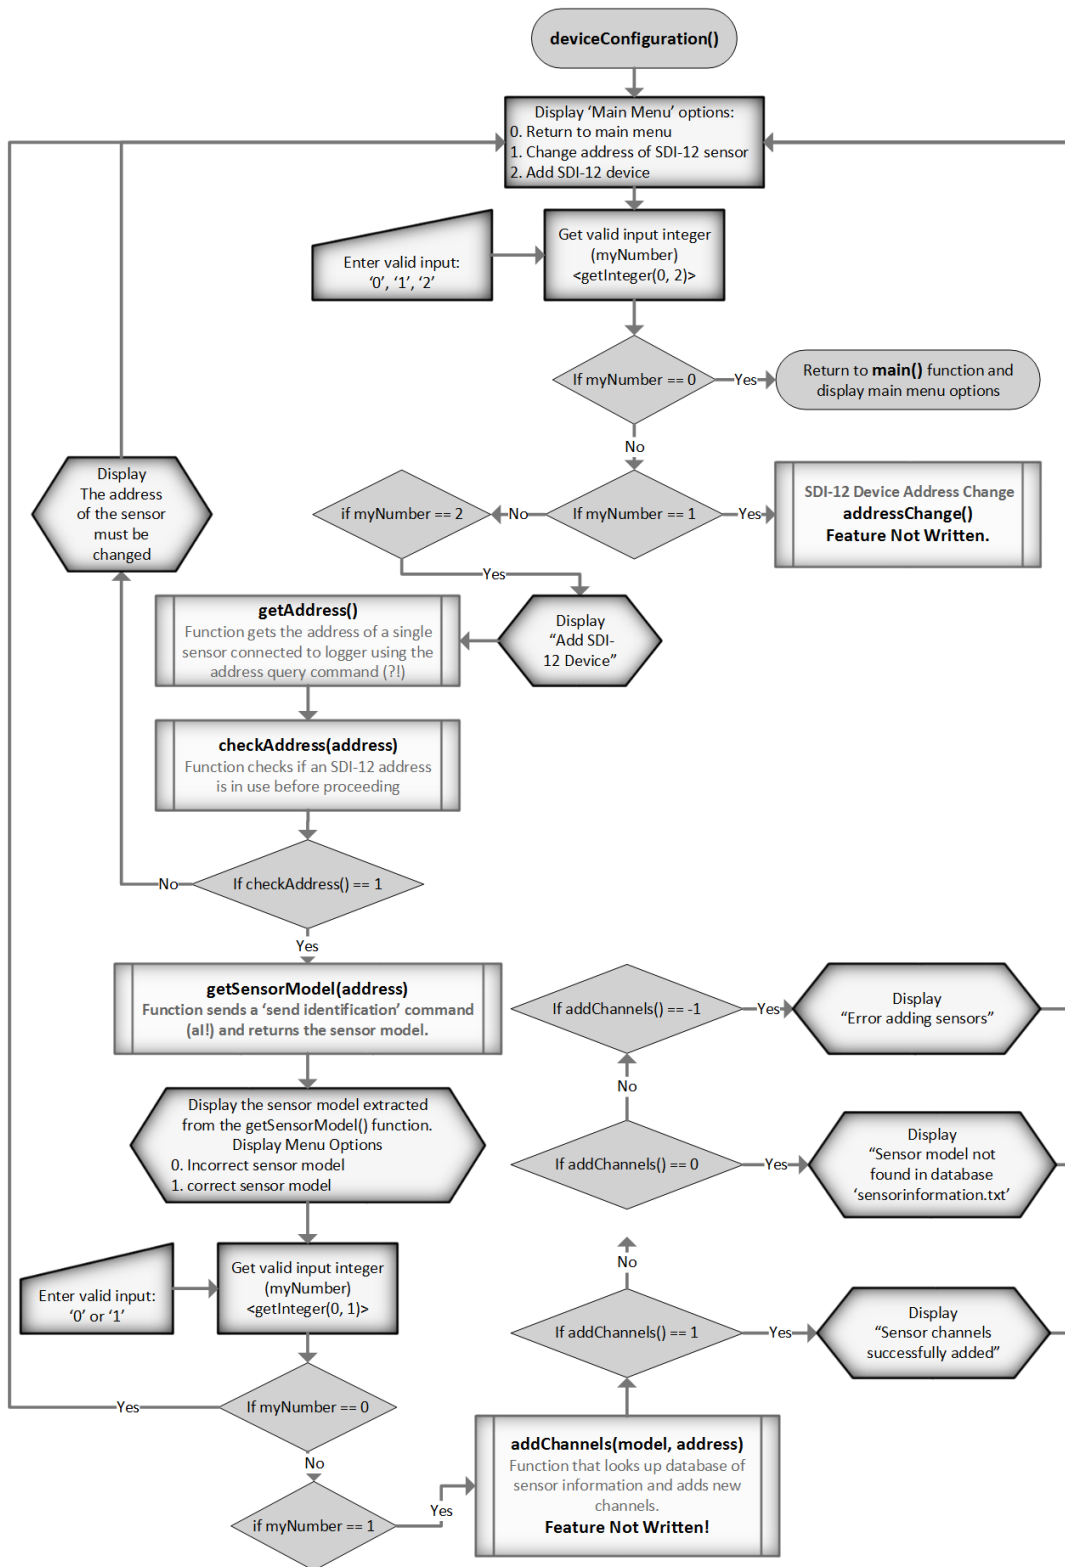 deviceConfiguration()
Display ‘Main Menu’ options:
0. Return to main menu
1. Change address of SDI-12 sensor
2. Add SDI-12 device
Enter valid input:
‘0’, ‘1’, ‘2’
Get valid input integer
(myNumber)
<getInteger(0, 2)>
If myNumber == 0
Yes
Return to main() function and
display main menu options
No
Display
The address
of the sensor
must be
changed
if myNumber == 2
No
If myNumber == 1
Yes
SDI-12 Device Address Change
addressChange()
Feature Not Written.
Yes
getAddress()
Function gets the address of a single
sensor connected to logger using the
address query command (?!)
Display
“Add SDI-
12 Device”
checkAddress(address)
Function checks if an SDI-12 address
is in use before proceeding
No
If checkAddress() == 1
Yes
getSensorModel(address)
Function sends a ‘send identification’ command
(aI!) and returns the sensor model.
If addChannels() == -1
Yes
Display
“Error adding sensors”
No
Display the sensor model extracted
from the getSensorModel() function.
Display Menu Options
0. Incorrect sensor model
1. correct sensor model
If addChannels() == 0
Yes
Display
“Sensor model not
found in database
‘sensorinformation.txt’
No
Enter valid input:
‘0’ or ‘1’
Get valid input integer
(myNumber)
<getInteger(0, 1)>
If addChannels() == 1
Yes
Display
“Sensor channels
successfully added”
Yes
If myNumber == 0
No
if myNumber == 1
Yes
addChannels(model, address)
Function that looks up database of
sensor information and adds new
channels.
Feature Not Written!